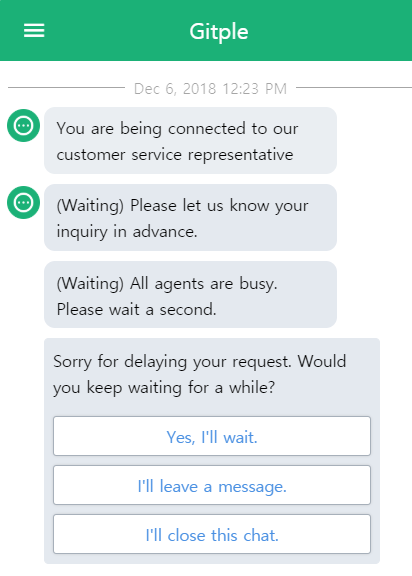 Gitple
Dec 6, 2018 12:23 PM
You are being connected to our
customer service representative
(Waiting) Please let us know your
inquiry in advance.
(Waiting) All agents are busy.
Please wait a second.
Sorry for delaying your request. Would
you keep waiting for a while?
Yes, I'll wait.
I'll leave a message.
I'll close this chat.